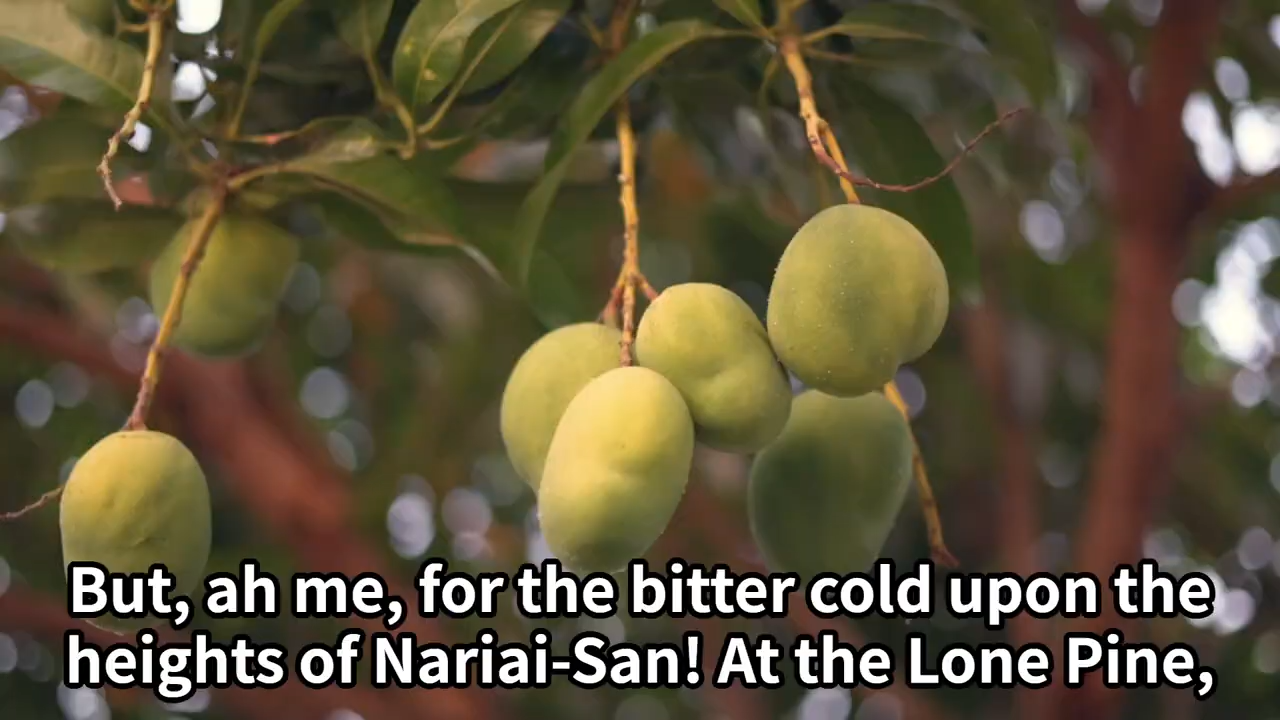 But, ah me, for the bitter cold upon the
heights of Nariai-San! At the Lone Pine,